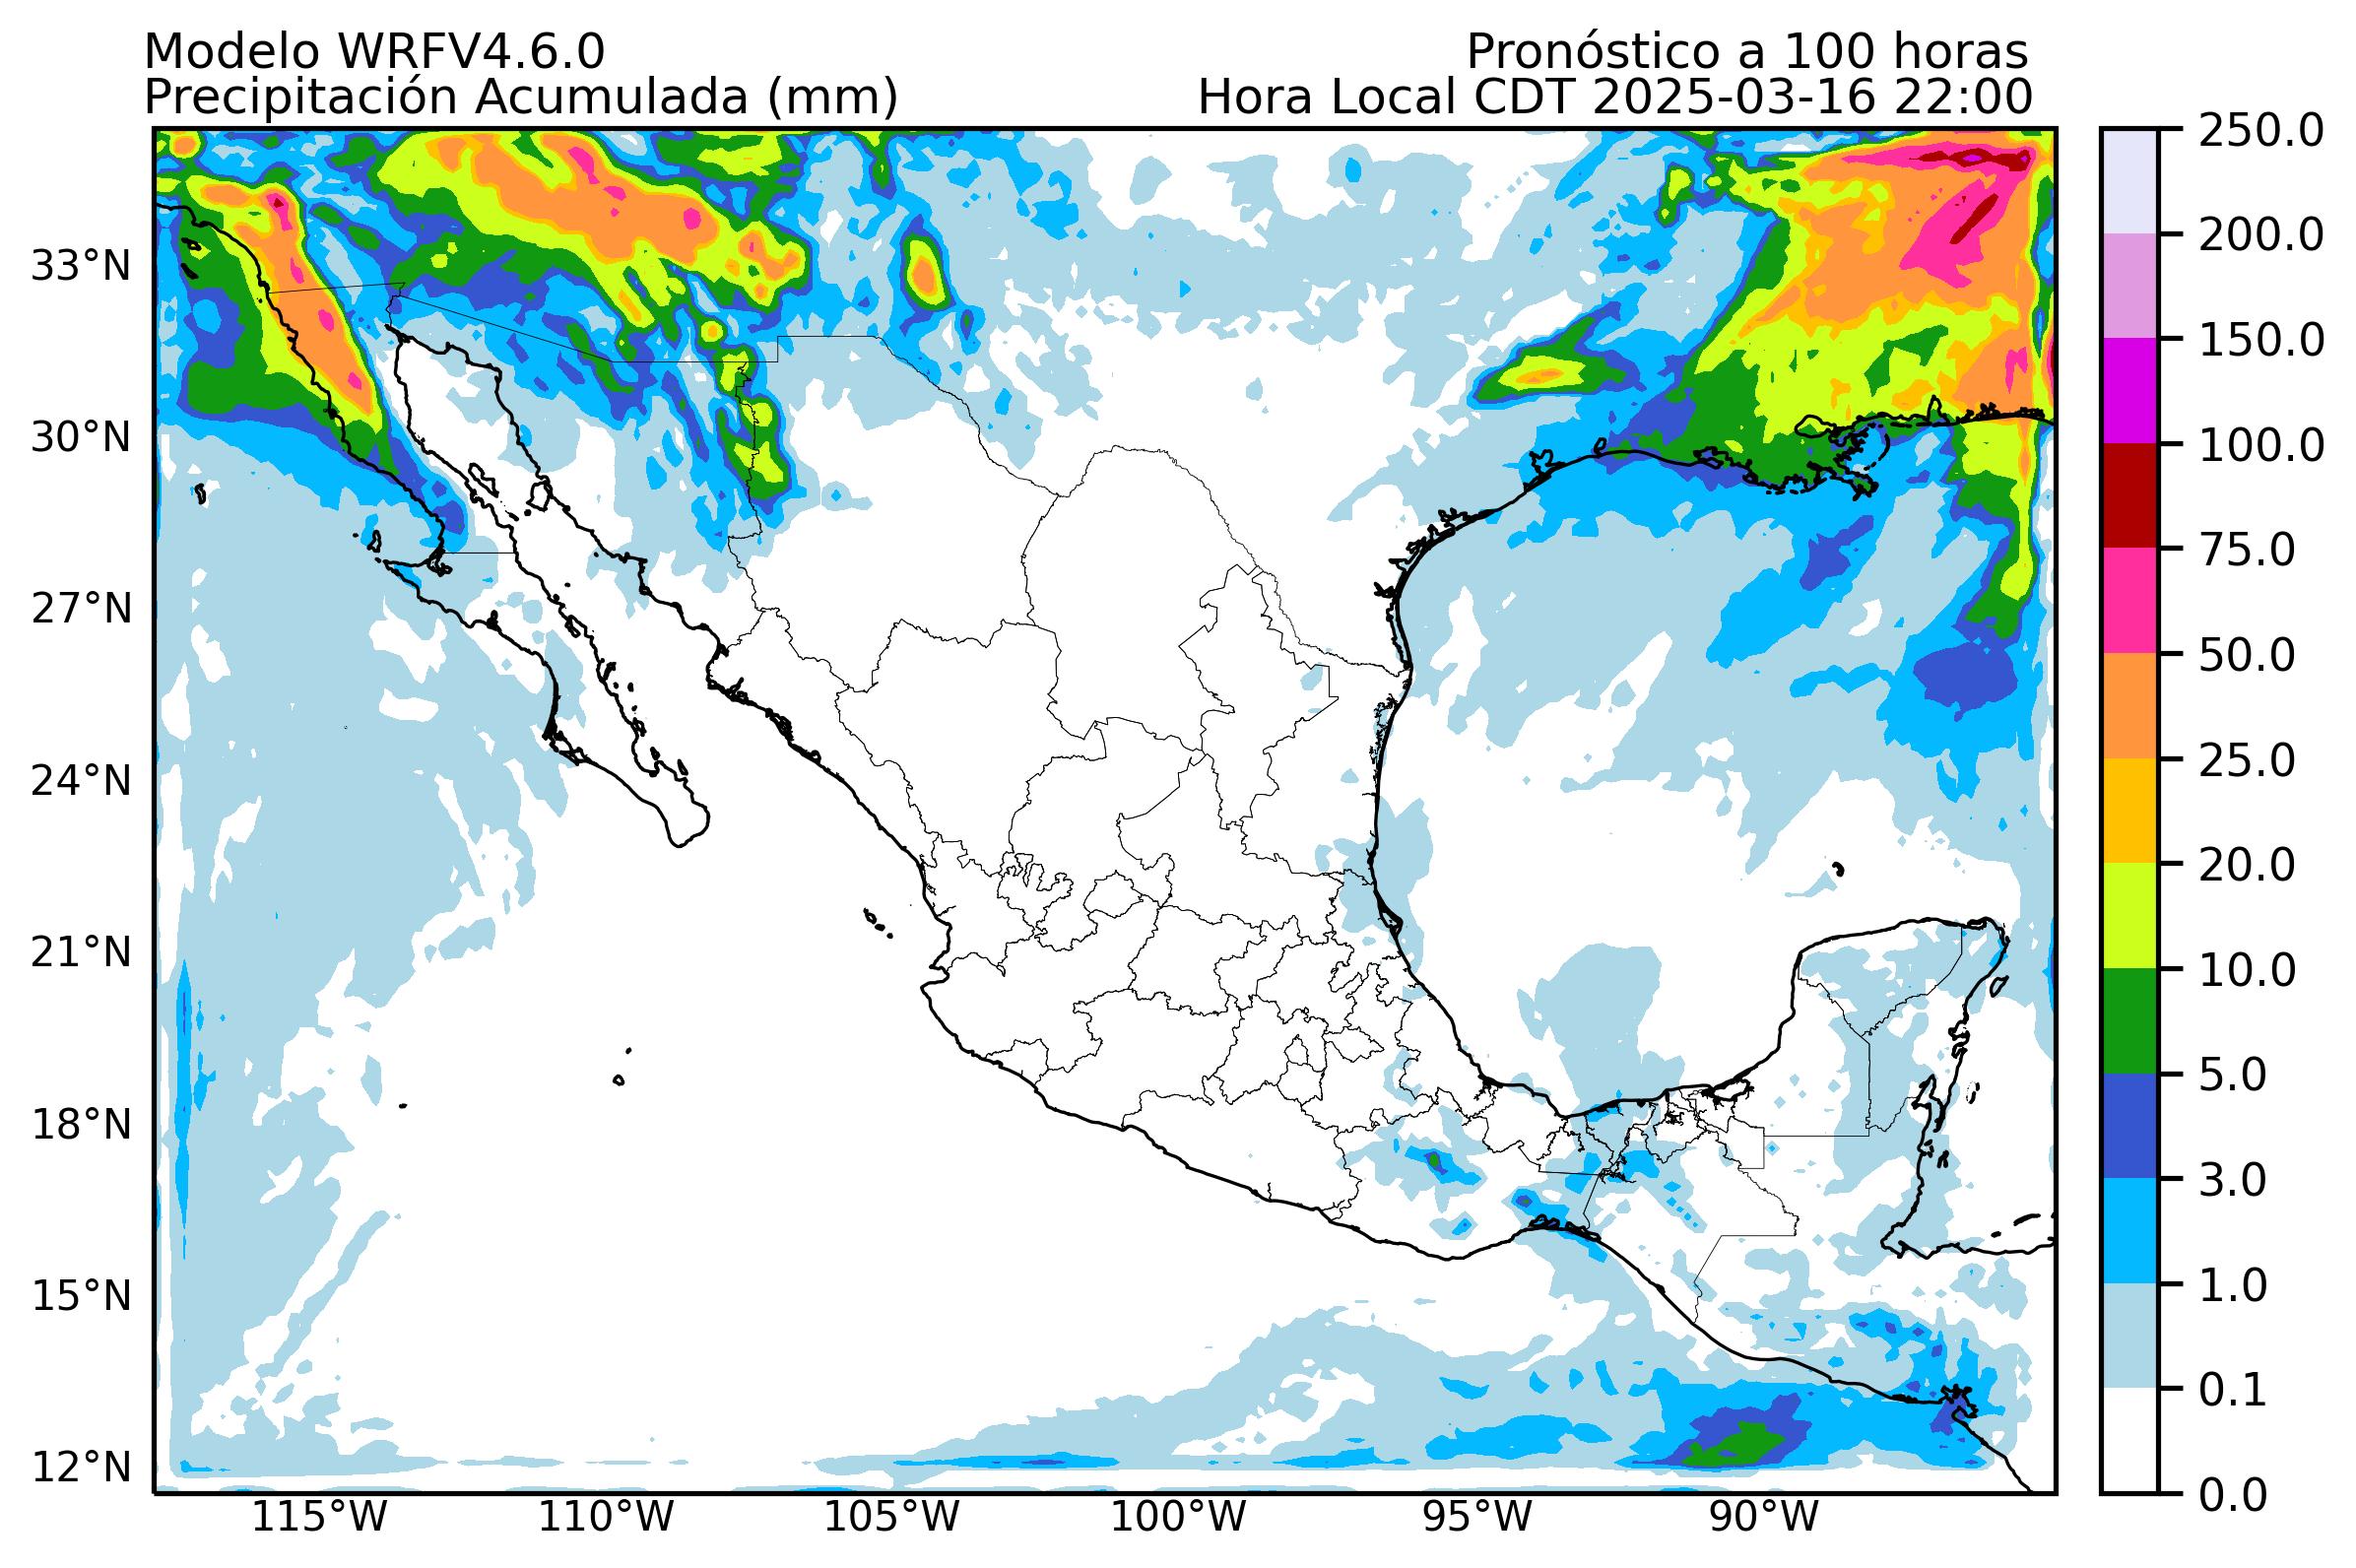 Modelo WRFV4.6.0
Pronóstico a 100 horas
Precipitación Acumulada (mm)
Hora Local CDT 2025-03-16 22:00
250.0
200.0
150.0
100.0
75.0
50.0
25.0
20.0
10.0
5.0
3.0
1.0
0.1
0.0
33°N
30°N
27°N
24°N
21°N
18°N
15°N
12°N
115°W
110°W
105°W
100°W
95°W
90°W